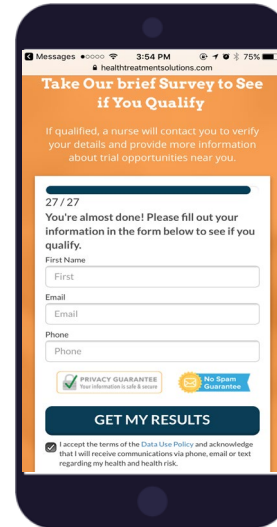 Messages 3:54 PM 75%
healthtreatmentsolutions.com
Take Our brief Survey to See
if You Qualify
If qualified, a nurse will contact you to verify
your details and provide more information
about trial opportunities near you.
27 / 27
You're almost done! Please fill out your
information in the form below to see if you
qualify.
First Name
First
Email
Email
Phone
Phone
PRIVACY GUARANTEE
Your information is safe & secure
No Spam
Guarantee
GET MY RESULTS
I accept the terms of the Data Use Policy and acknowledge
that I will receive communications via phone, email or text
regarding my health and health risk.